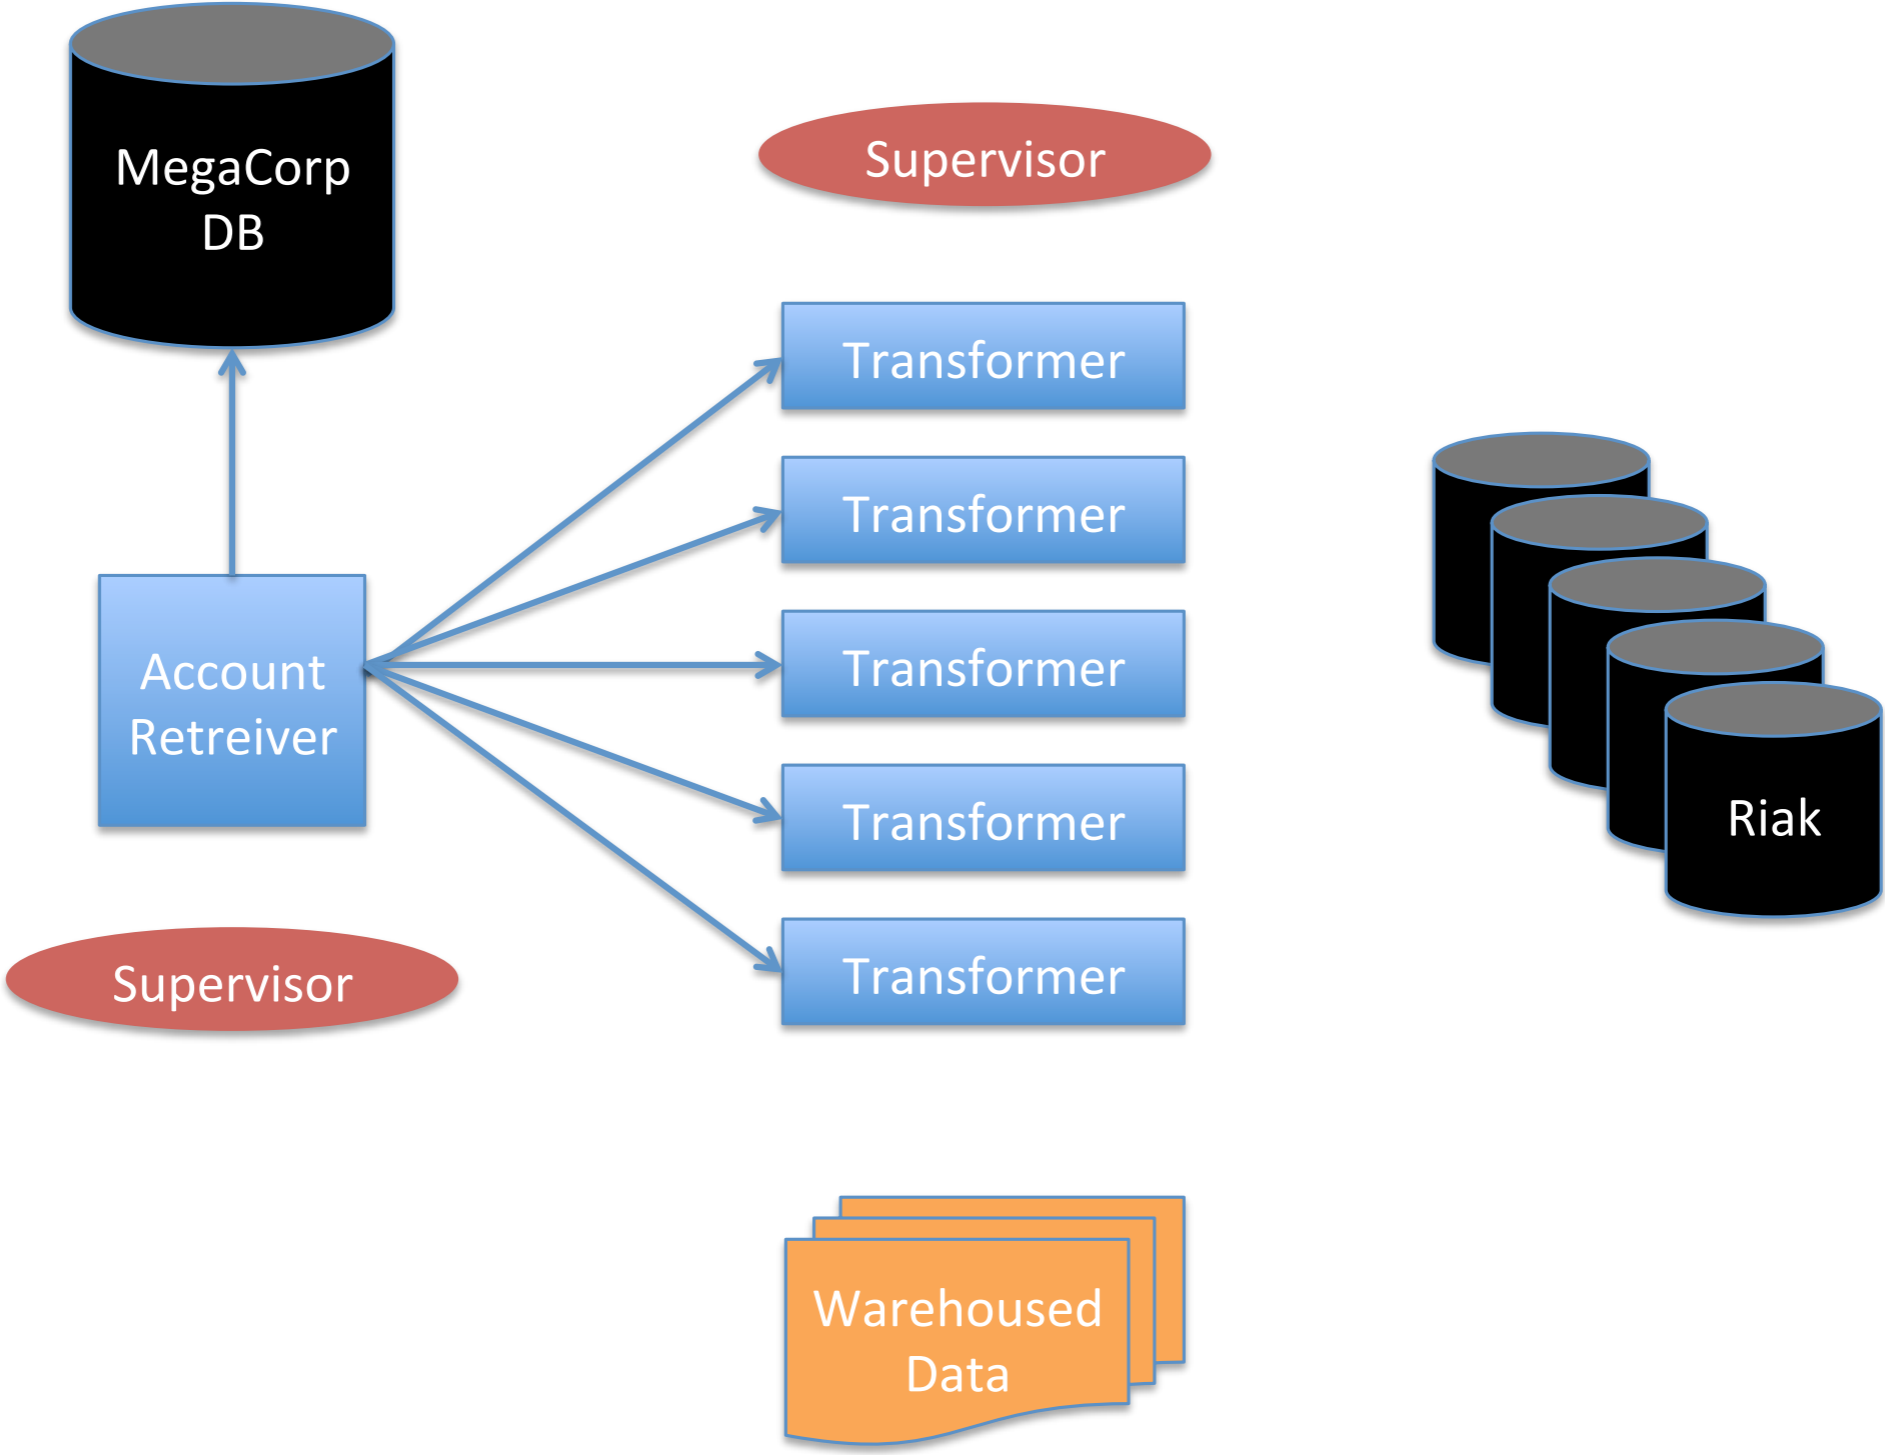 MegaCorp
DB
Supervisor
Transformer
Transformer
Transformer
Transformer
Transformer
Account
Retreiver
Supervisor
Riak
Warehoused
Data